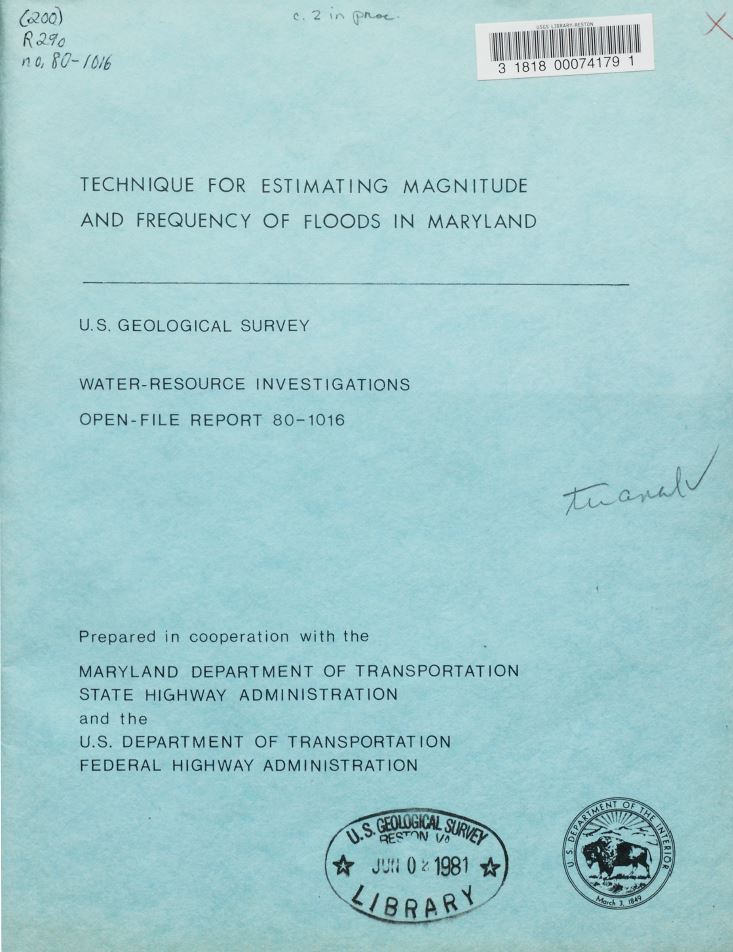 (200)
R290
no. 80-1016
c. 2 in proc.
USGS LIBRARY-RESTON
3 1818 00074179 1
TECHNIQUE FOR ESTIMATING MAGNITUDE
AND FREQUENCY OF FLOODS IN MARYLAND
U.S. GEOLOGICAL SURVEY
WATER-RESOURCE INVESTIGATIONS
OPEN-FILE REPORT 80-1016
Prepared in cooperation with the
MARYLAND DEPARTMENT OF TRANSPORTATION
STATE HIGHWAY ADMINISTRATION
and the
U.S. DEPARTMENT OF TRANSPORTATION
FEDERAL HIGHWAY ADMINISTRATION
U.S. GEOLOGICAL SURVEY
RESTON VA
JUN 02 1981
LIBRARY
U.S. DEPARTMENT OF THE INTERIOR
March 3, 1849